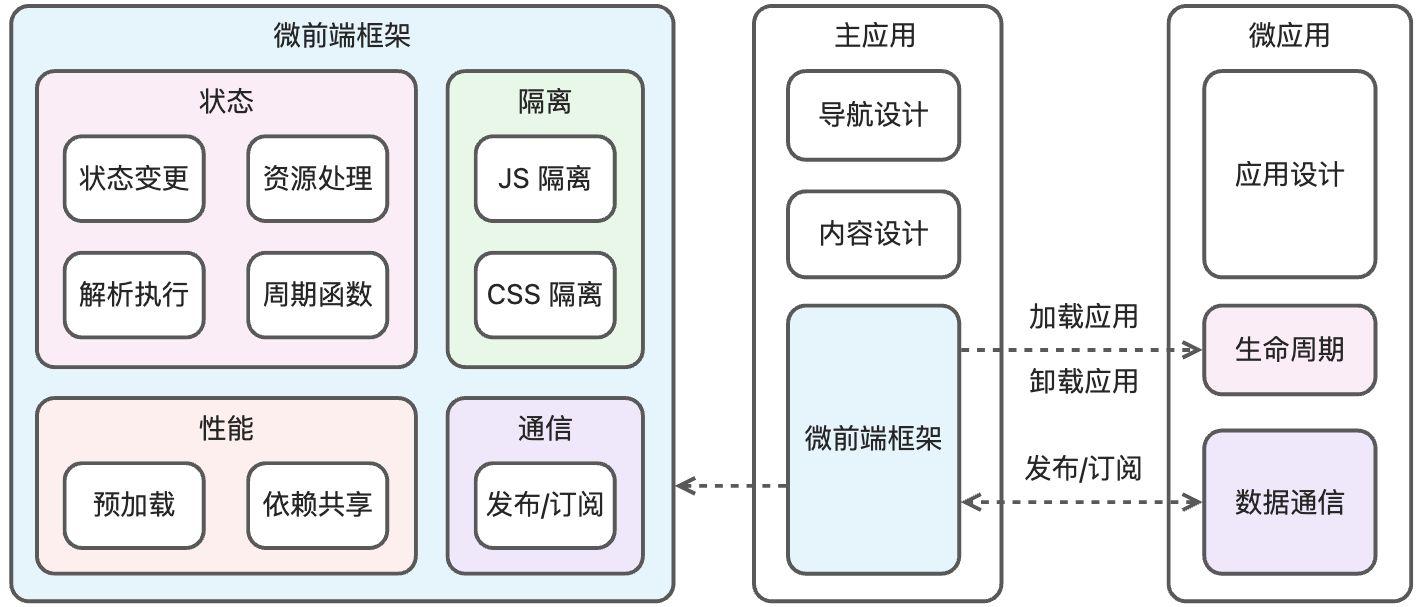 微前端框架
状态
状态变更
资源处理
解析执行
周期函数
隔离
JS 隔离
CSS 隔离
性能
预加载
依赖共享
通信
发布/订阅
主应用
导航设计
内容设计
微前端框架
加载应用
卸载应用
发布/订阅
微应用
应用设计
生命周期
数据通信